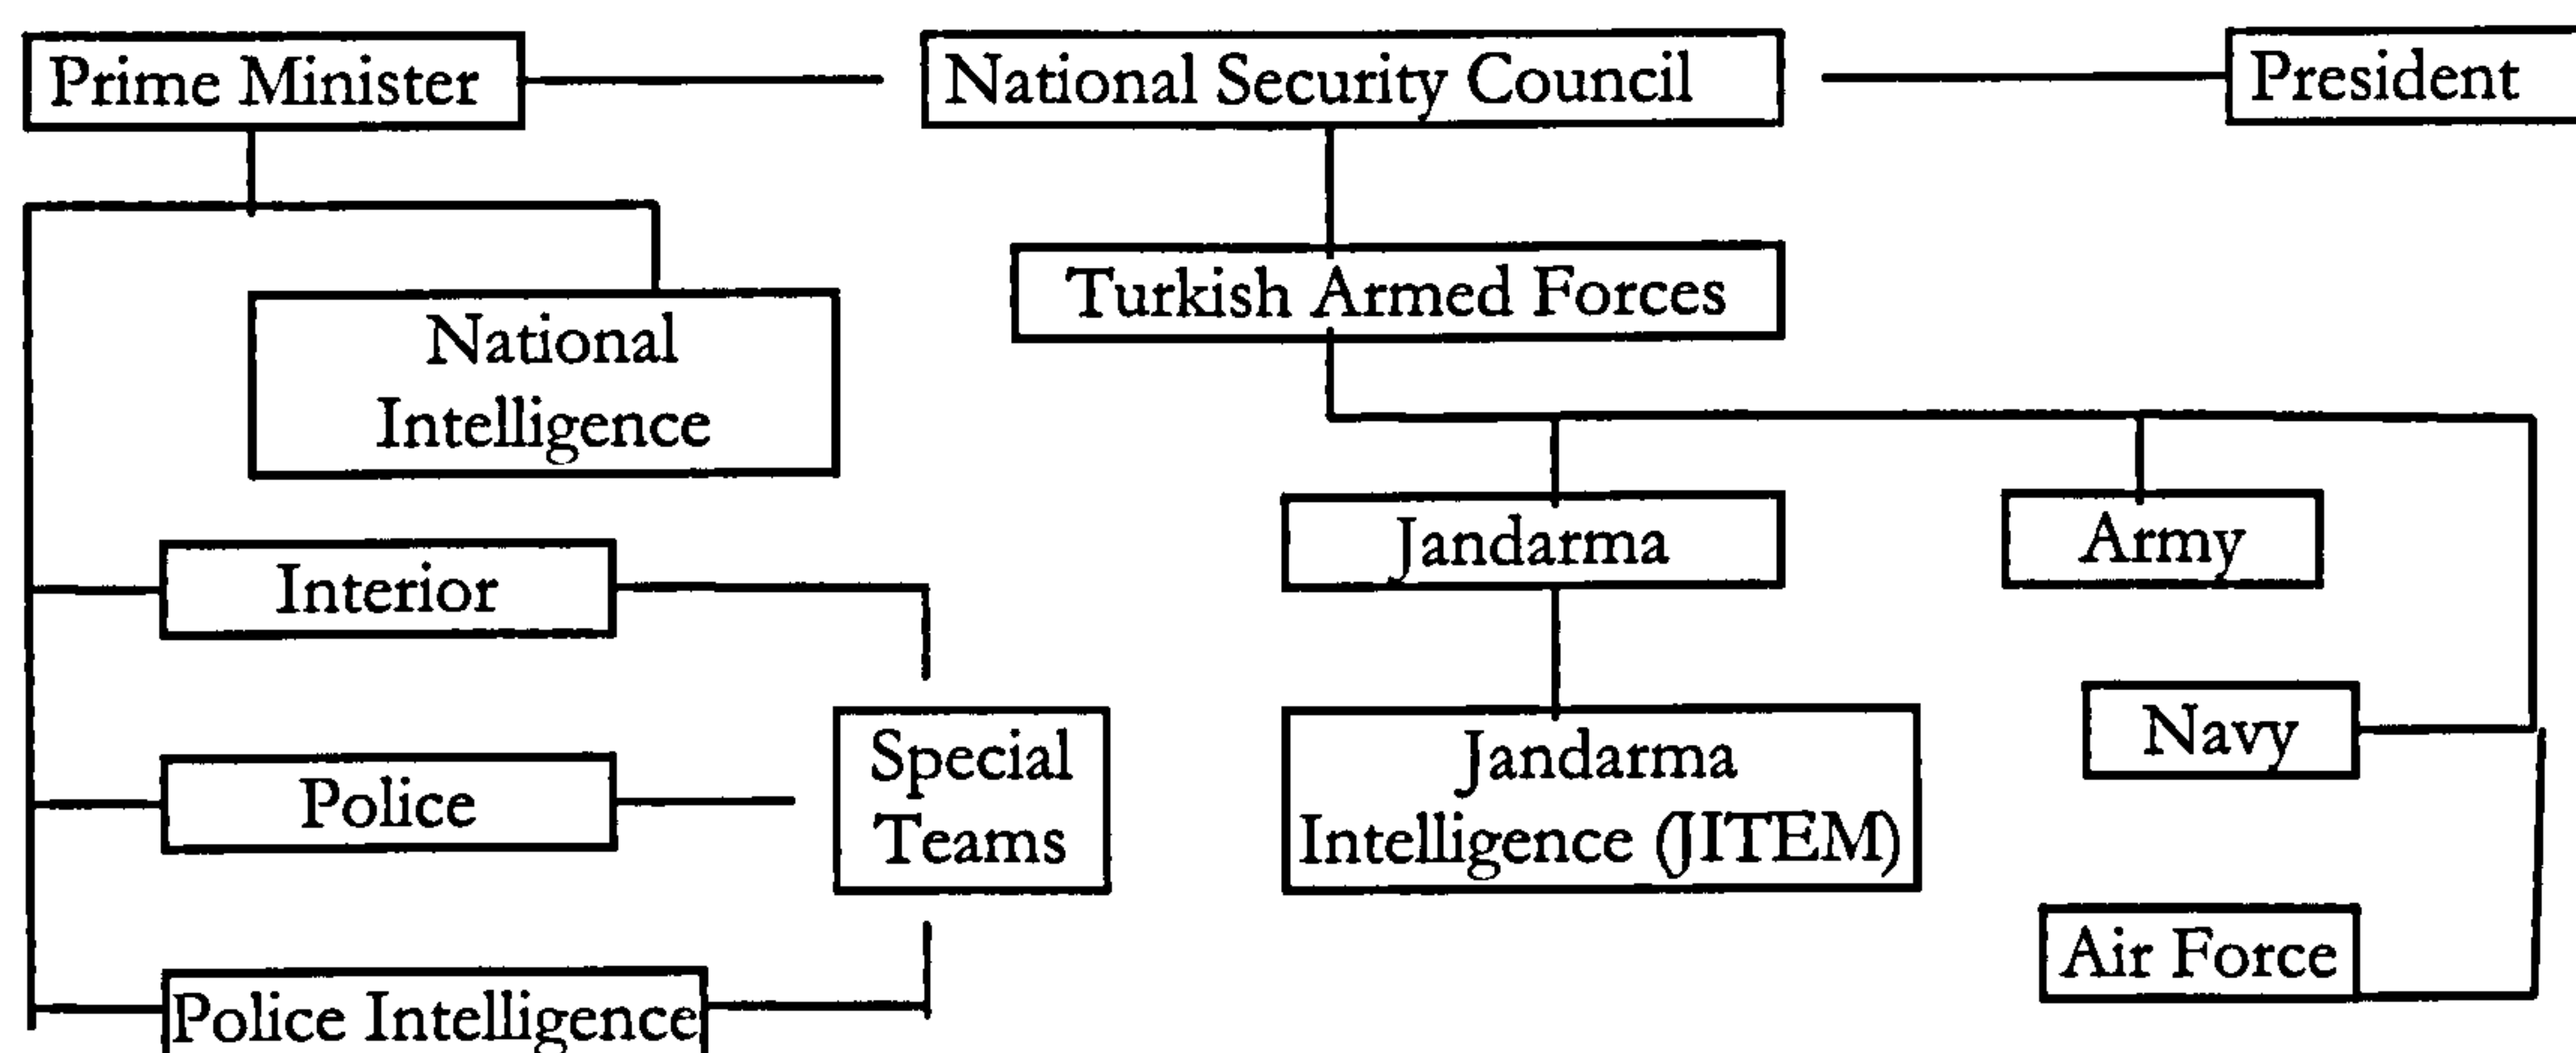 Prime Minister
National Security Council
President
National
Intelligence
Turkish Armed Forces
Interior
Jandarma
Army
Police
Special
Teams
Jandarma
Intelligence (JITEM)
Navy
Police Intelligence
Air Force